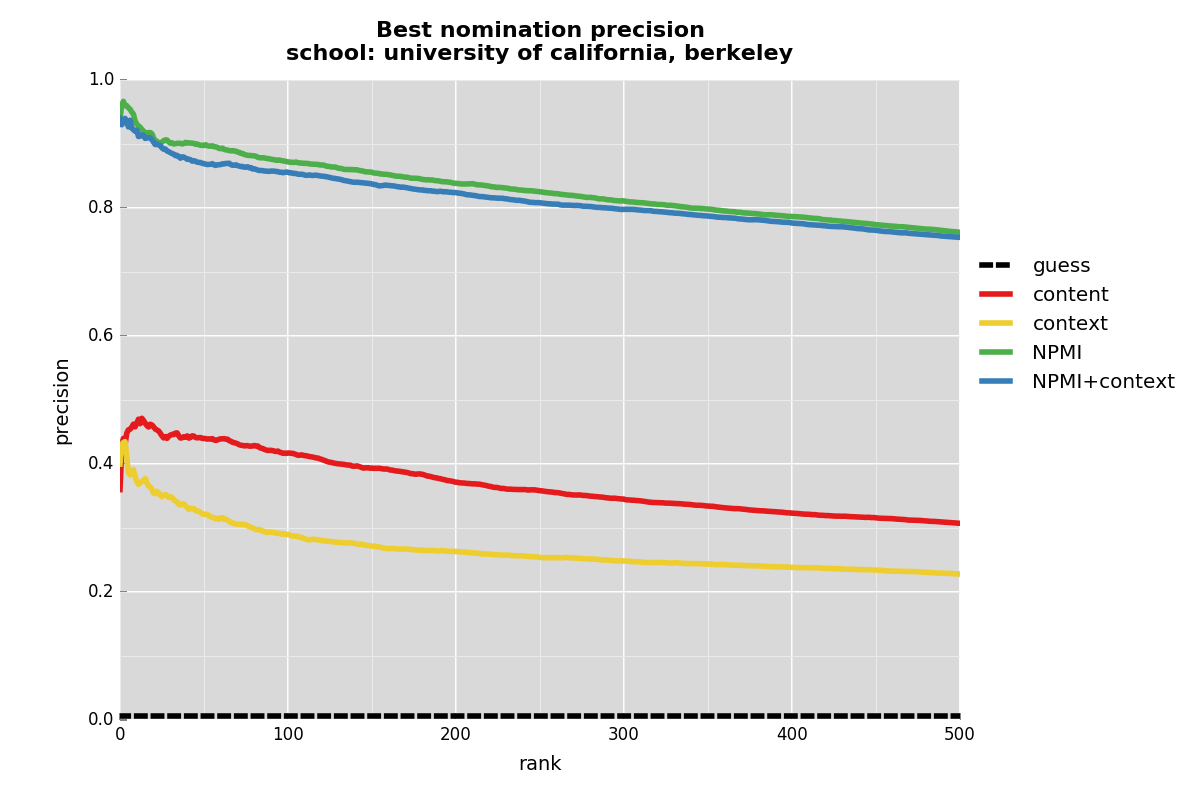 Best nomination precision
school: university of california, berkeley
1.0
0.8
0.6
0.4
0.2
0.0
precision
0 100 200 300 400 500
rank
guess
content
context
NPMI
NPMI+context